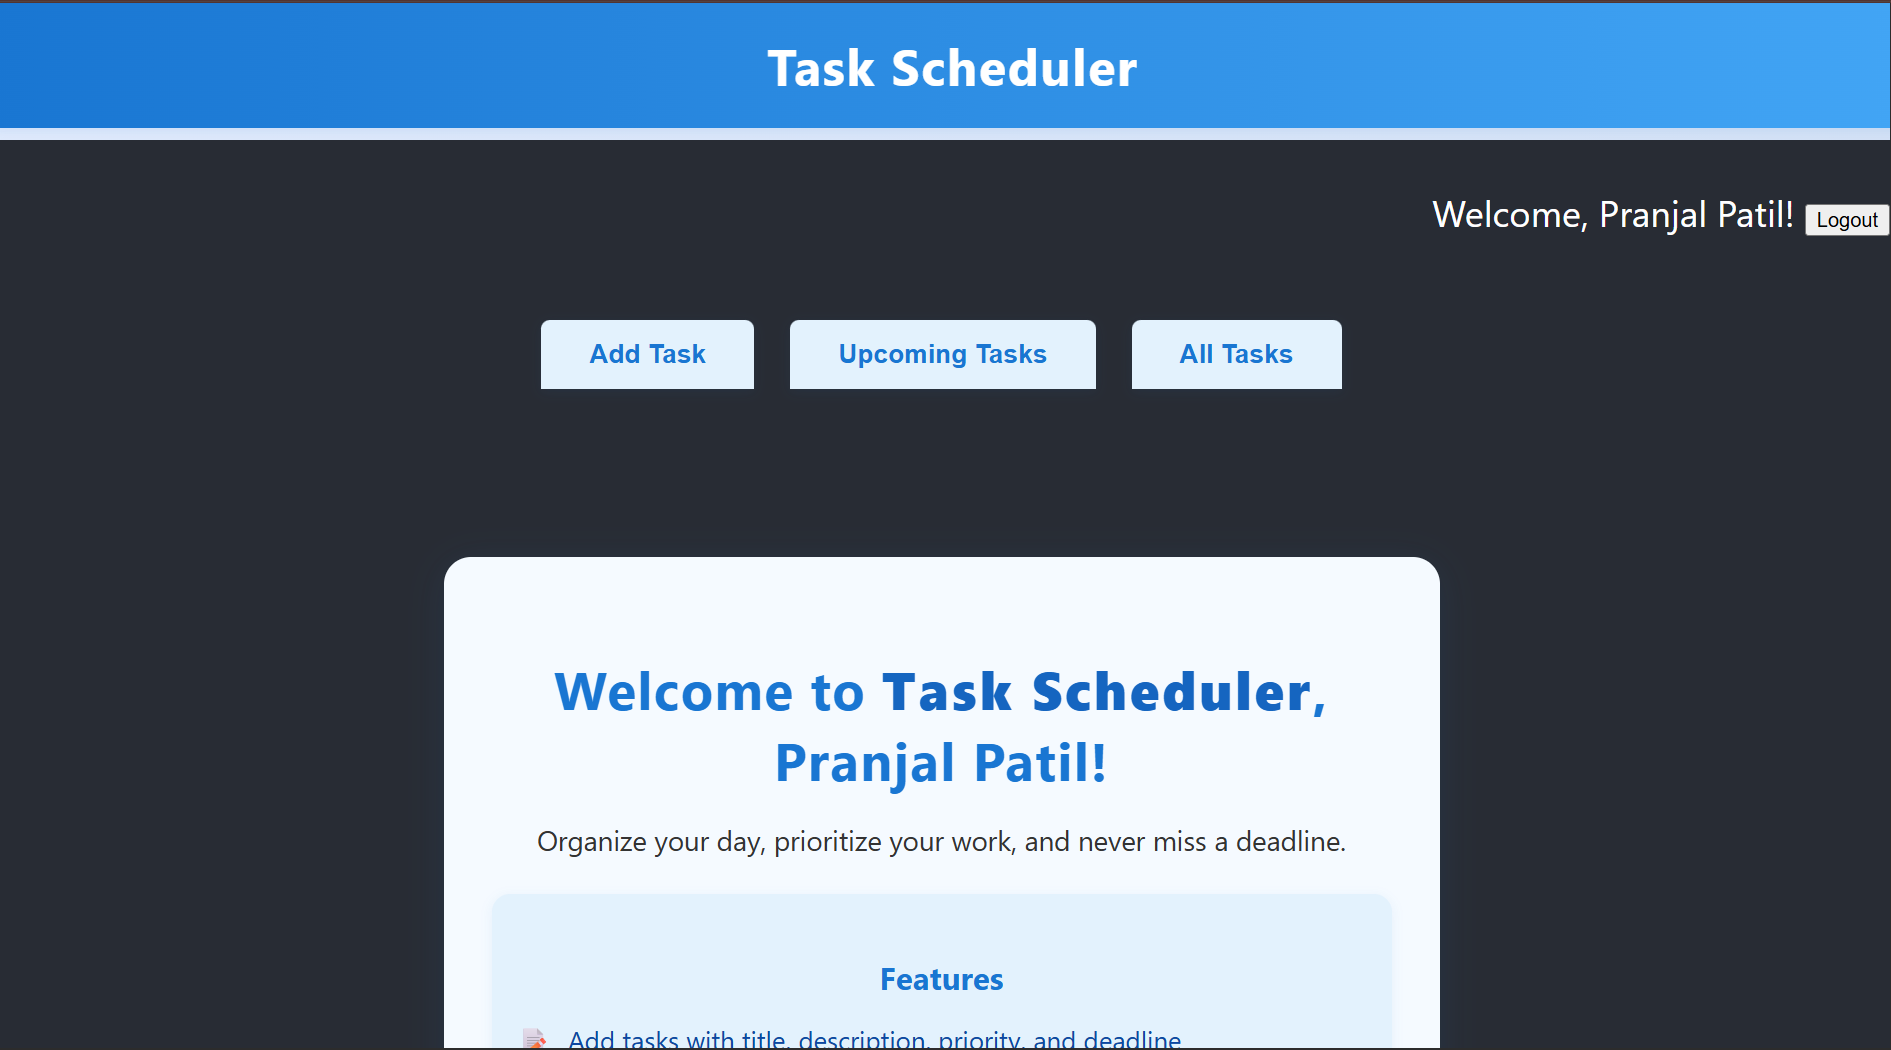 Task Scheduler
Welcome, Pranjal Patil! Logout
Add Task Upcoming Tasks All Tasks
Welcome to Task Scheduler,
Pranjal Patil!
Organize your day, prioritize your work, and never miss a deadline.
Features
Add tasks with title, description, priority, and deadline